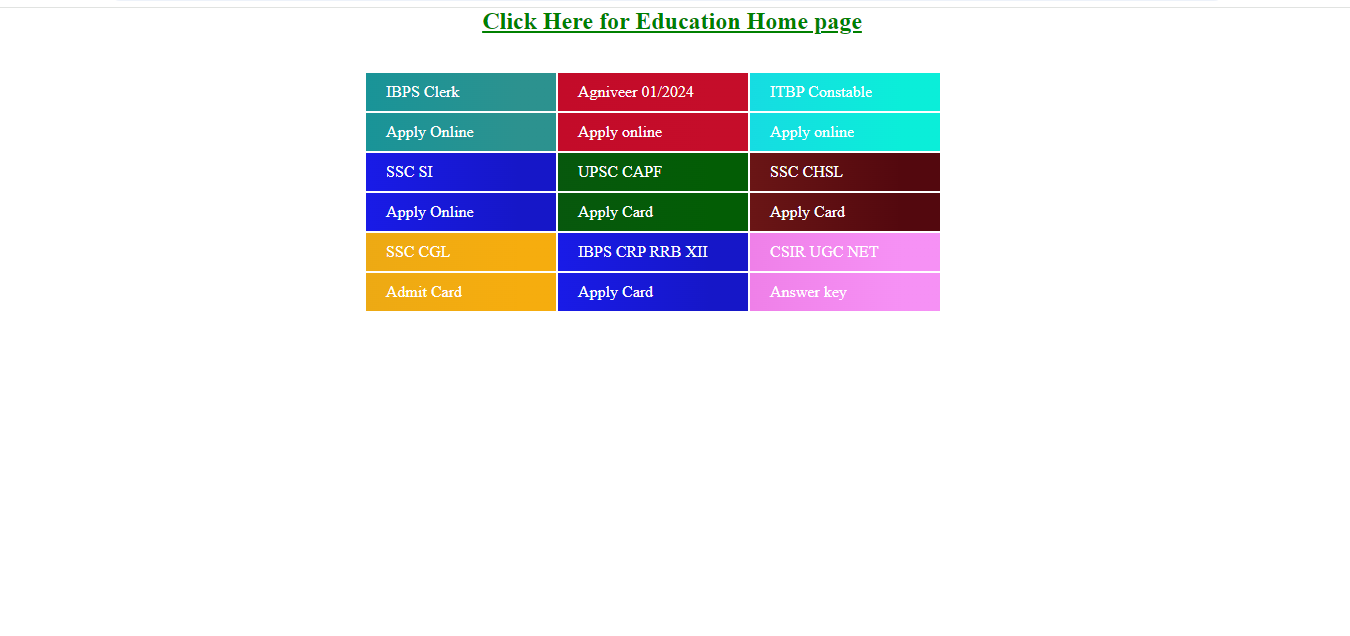 Click Here for Education Home page
IBPS Clerk Agniveer 01/2024 ITBP Constable
Apply Online Apply online Apply online
SSC SI UPSC CAPF SSC CHSL
Apply Online Apply Card Apply Card
SSC CGL IBPS CRP RRB XII CSIR UGC NET
Admit Card Apply Card Answer key